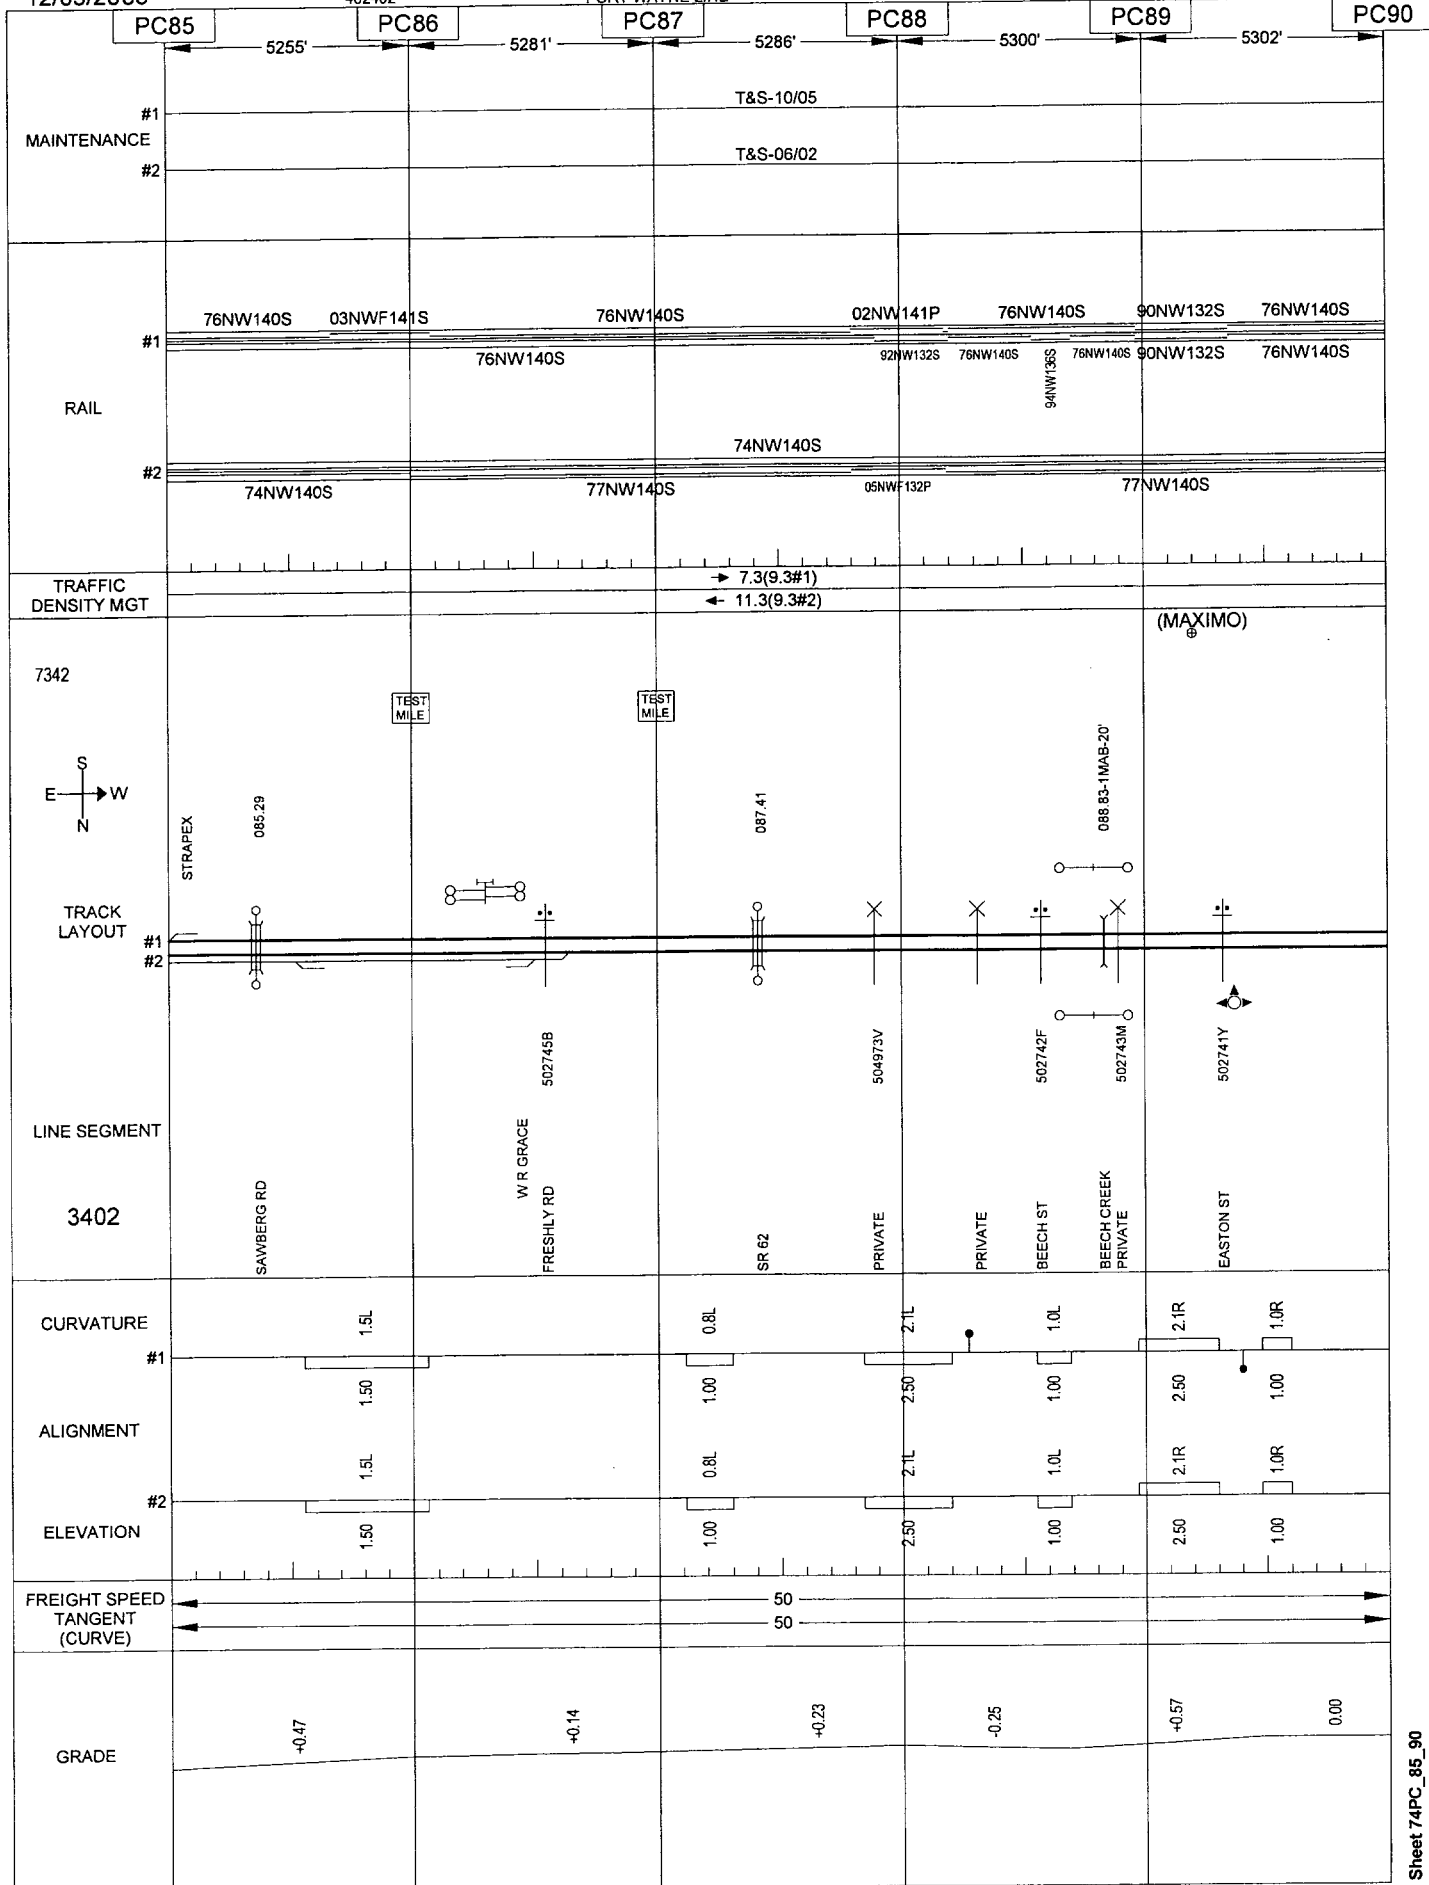 PC85
PC86
PC87
PC88
PC89
PC90
5255'
5281'
5286'
5300'
5302'
MAINTENANCE
#1
T&S-10/05
#2
T&S-06/02
RAIL
76NW140S 03NWF141S 76NW140S 02NW141P 76NW140S 90NW132S 76NW140S
#1
76NW140S 92NW132S 76NW140S 94NW136S 76NW140S 90NW132S 76NW140S
74NW140S
#2
74NW140S 77NW140S 05NWF132P 77NW140S
TRAFFIC
DENSITY MGT
7.3(9.3#1)
11.3(9.3#2)
(MAXIMO)
7342
TEST
MILE
TEST
MILE
S
E W
N
STRAPEX
085.29
087.41
088.83-1MAB-20'
TRACK
LAYOUT
#1
#2
502745B
504973V
502742F
502743M
502741Y
LINE SEGMENT
3402
SAWBERG RD
W R GRACE
FRESHLY RD
SR 62
PRIVATE
PRIVATE
BEECH ST
BEECH CREEK
PRIVATE
EASTON ST
CURVATURE
1.5L 0.8L 2.1L 1.0L 2.1R 1.0R
#1
1.50 1.00 2.50 1.00 2.50 1.00
ALIGNMENT
1.5L 0.8L 2.1L 1.0L 2.1R 1.0R
#2
ELEVATION
1.50 1.00 2.50 1.00 2.50 1.00
FREIGHT SPEED
TANGENT
(CURVE)
50
50
GRADE
+0.47 +0.14 +0.23 -0.25 +0.57 0.00
Sheet 74PC_85_90